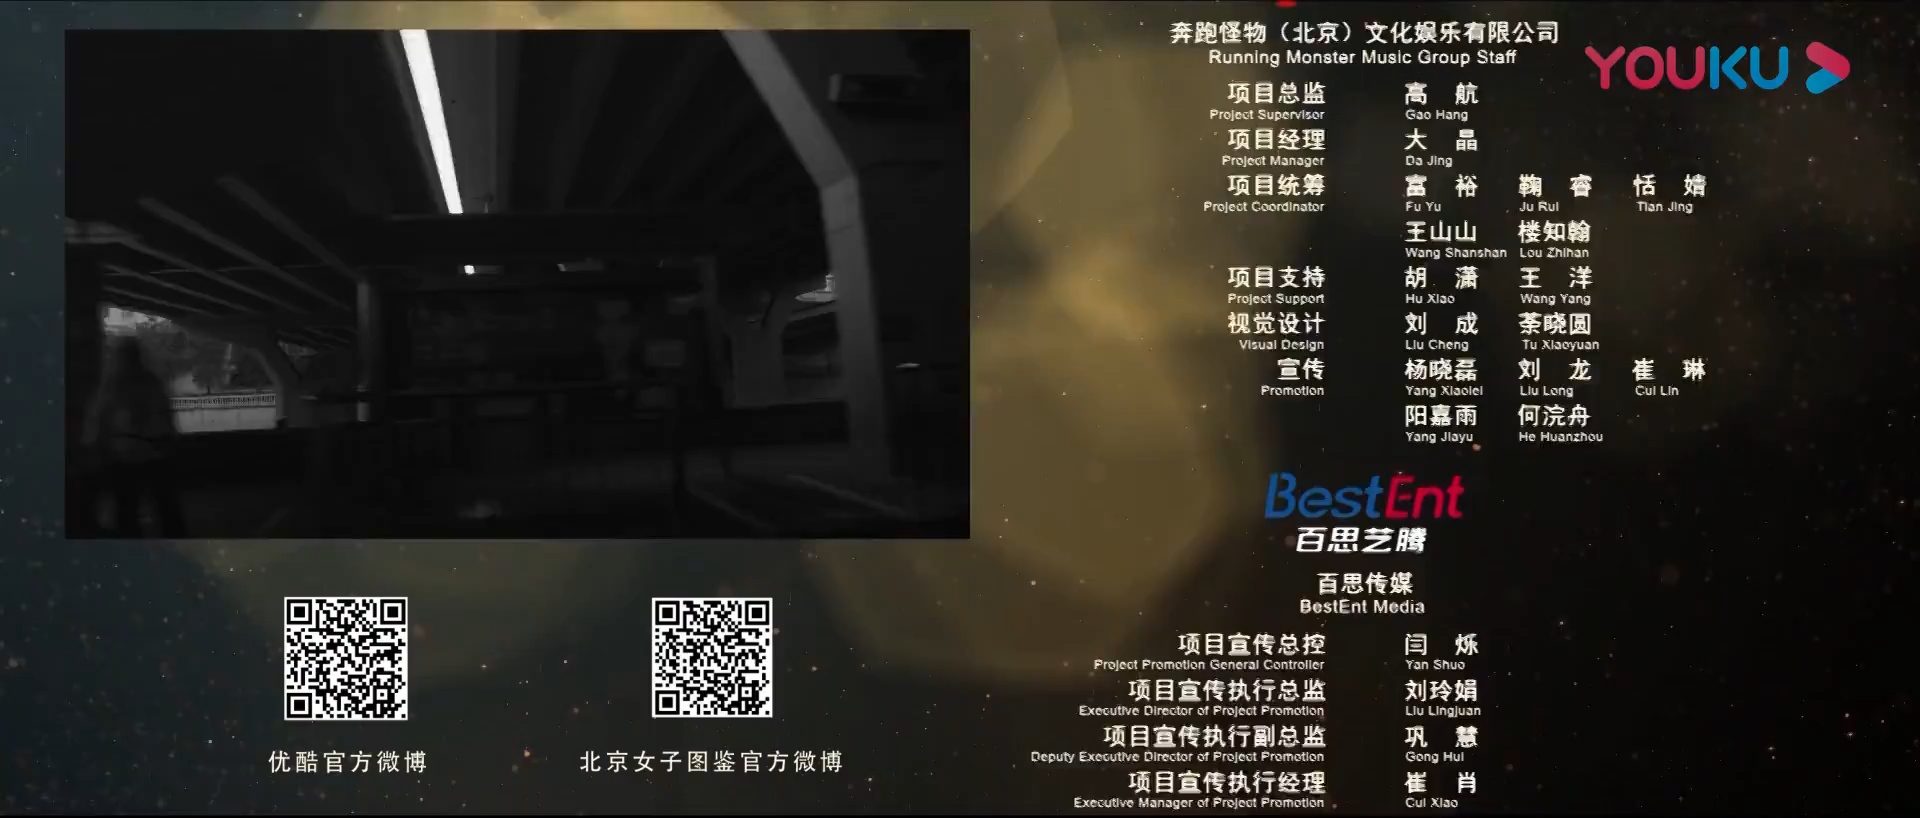 奔跑怪物（北京）文化娱乐有限公司
Running Monster Music Group Staff
YOUKU
项目总监 高航
Project Supervisor Gao Hang
项目经理 大晶
Project Manager Da Jing
项目统筹 富裕 鞠睿 恬婧
Project Coordinator Fu Yu Ju Rui Tian Jing
王山山 楼知翰
Wang Shanshan Lou Zhihan
项目支持 胡潇 王洋
Project Support Hu Xiao Wang Yang
视觉设计 刘成 荼晓圆
Visual Design Liu Cheng Tu Xiaoyuan
宣传 杨晓磊 刘龙 崔琳
Promotion Yang Xiaolei Liu Long Cui Lin
阳嘉雨 何浣舟
Yang Jiayu He Huanzhou
BestEnt
百思艺腾
百思传媒
BestEnt Media
项目宣传总控 闫烁
Project Promotion General Controller Yan Shuo
项目宣传执行总监 刘玲娟
Executive Director of Project Promotion Liu Lingjuan
项目宣传执行副总监 巩慧
Deputy Executive Director of Project Promotion Gong Hui
项目宣传执行经理 崔肖
Executive Manager of Project Promotion Cui Xiao
优酷官方微博
北京女子图鉴官方微博